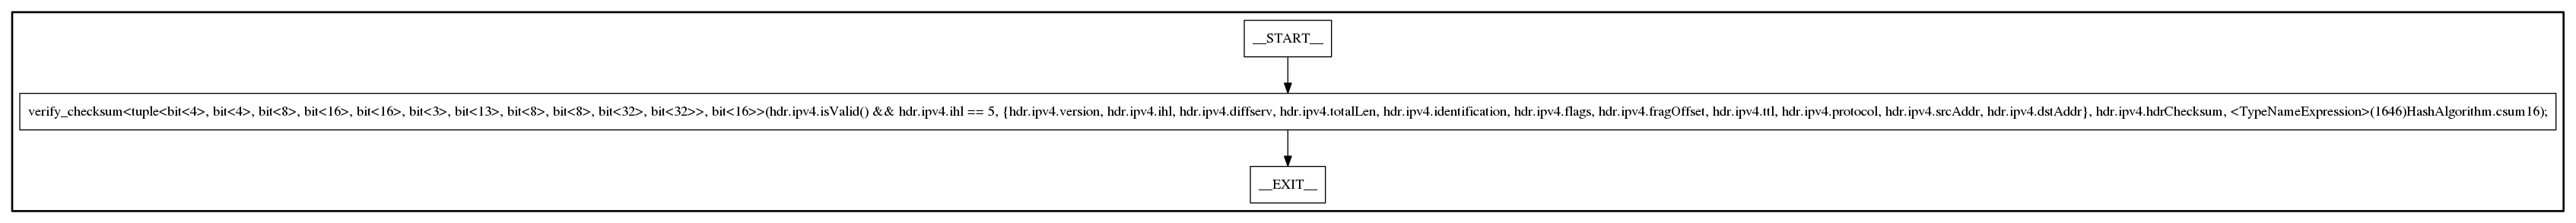 __START__
verify_checksum<tuple<bit<4>, bit<4>, bit<8>, bit<16>, bit<16>, bit<3>, bit<13>, bit<8>, bit<8>, bit<32>, bit<32>>, bit<16>>(hdr.ipv4.isValid() && hdr.ipv4.ihl == 5, {hdr.ipv4.version, hdr.ipv4.ihl, hdr.ipv4.diffserv, hdr.ipv4.totalLen, hdr.ipv4.identification, hdr.ipv4.flags, hdr.ipv4.fragOffset, hdr.ipv4.ttl, hdr.ipv4.protocol, hdr.ipv4.srcAddr, hdr.ipv4.dstAddr}, hdr.ipv4.hdrChecksum, <TypeNameExpression>(1646)HashAlgorithm.csum16);
__EXIT__